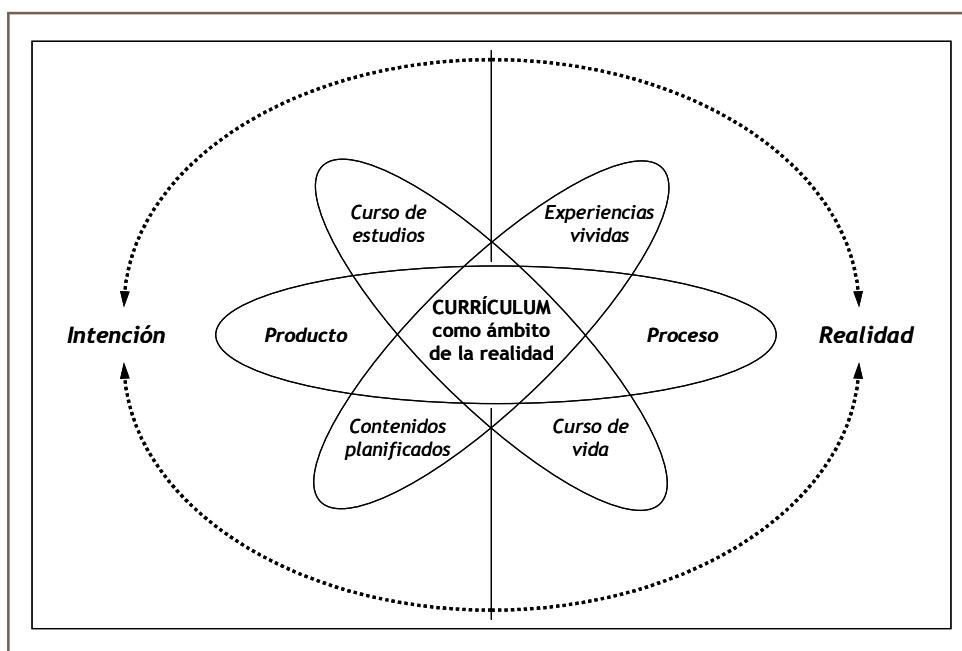 Curso de
estudios
Experiencias
vividas
Intención
Producto
CURRÍCULUM
como ámbito
de la realidad
Proceso
Realidad
Contenidos
planificados
Curso de
vida